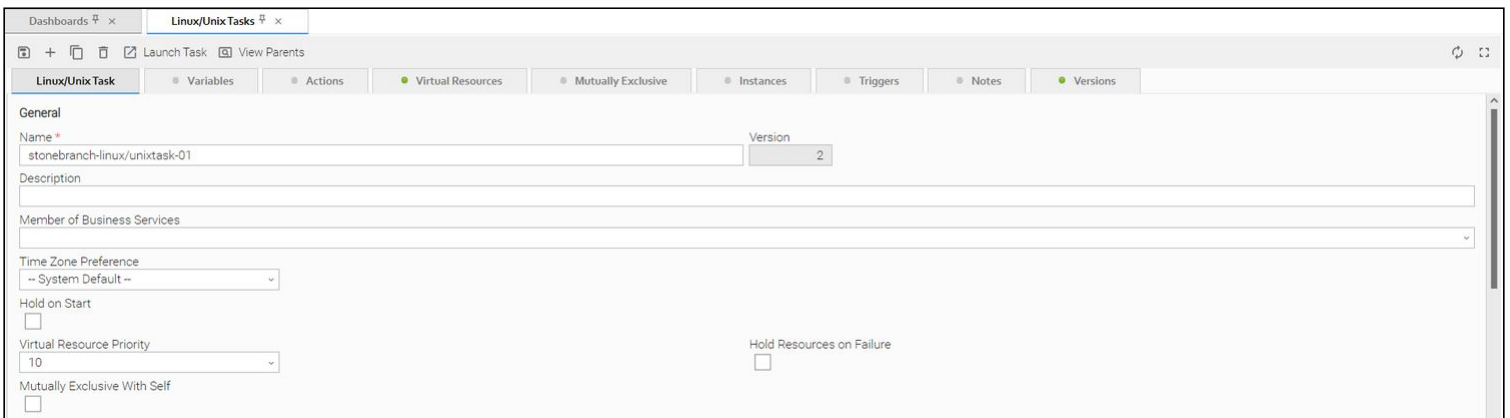 Dashboards
Linux/Unix Tasks
Launch Task View Parents
Linux/Unix Task Variables Actions Virtual Resources Mutually Exclusive Instances Triggers Notes Versions
General
Name * Version
stonebranch-linux/unixtask-01 2
Description
Member of Business Services
Time Zone Preference
-- System Default --
Hold on Start
Virtual Resource Priority Hold Resources on Failure
10
Mutually Exclusive With Self